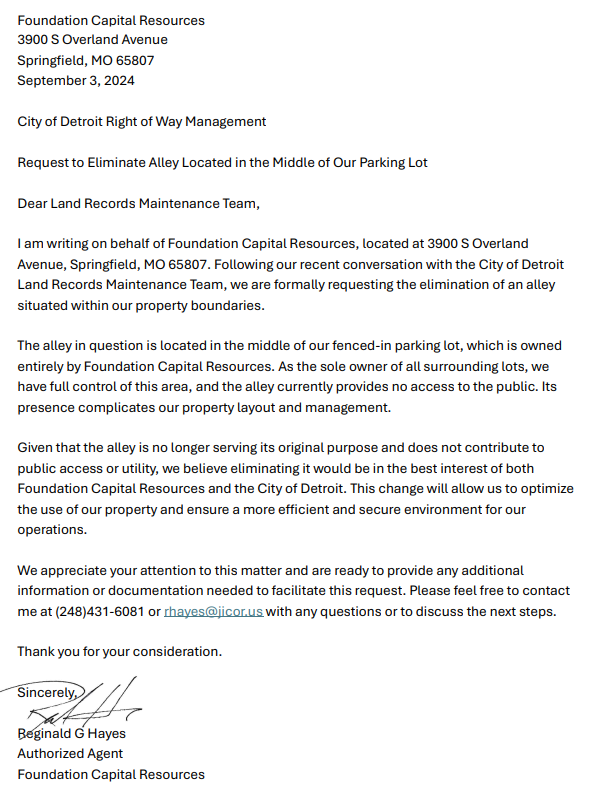 Foundation Capital Resources
3900 S Overland Avenue
Springfield, MO 65807
September 3, 2024
City of Detroit Right of Way Management
Request to Eliminate Alley Located in the Middle of Our Parking Lot
Dear Land Records Maintenance Team,
I am writing on behalf of Foundation Capital Resources, located at 3900 S Overland
Avenue, Springfield, MO 65807. Following our recent conversation with the City of Detroit
Land Records Maintenance Team, we are formally requesting the elimination of an alley
situated within our property boundaries.
The alley in question is located in the middle of our fenced-in parking lot, which is owned
entirely by Foundation Capital Resources. As the sole owner of all surrounding lots, we
have full control of this area, and the alley currently provides no access to the public. Its
presence complicates our property layout and management.
Given that the alley is no longer serving its original purpose and does not contribute to
public access or utility, we believe eliminating it would be in the best interest of both
Foundation Capital Resources and the City of Detroit. This change will allow us to optimize
the use of our property and ensure a more efficient and secure environment for our
operations.
We appreciate your attention to this matter and are ready to provide any additional
information or documentation needed to facilitate this request. Please feel free to contact
me at (248)431-6081 or rhayes@jicor.us with any questions or to discuss the next steps.
Thank you for your consideration.
Sincerely,
Reginald G Hayes
Authorized Agent
Foundation Capital Resources